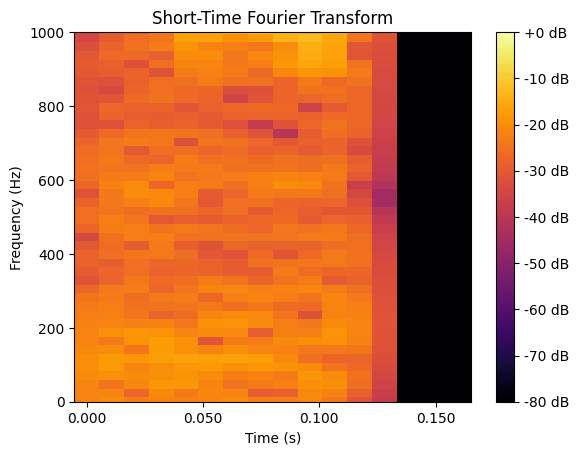 Short-Time Fourier Transform
1000
800
600
400
200
0
Frequency (Hz)
0.000
0.050
0.100
0.150
Time (s)
+0 dB
-10 dB
-20 dB
-30 dB
-40 dB
-50 dB
-60 dB
-70 dB
-80 dB